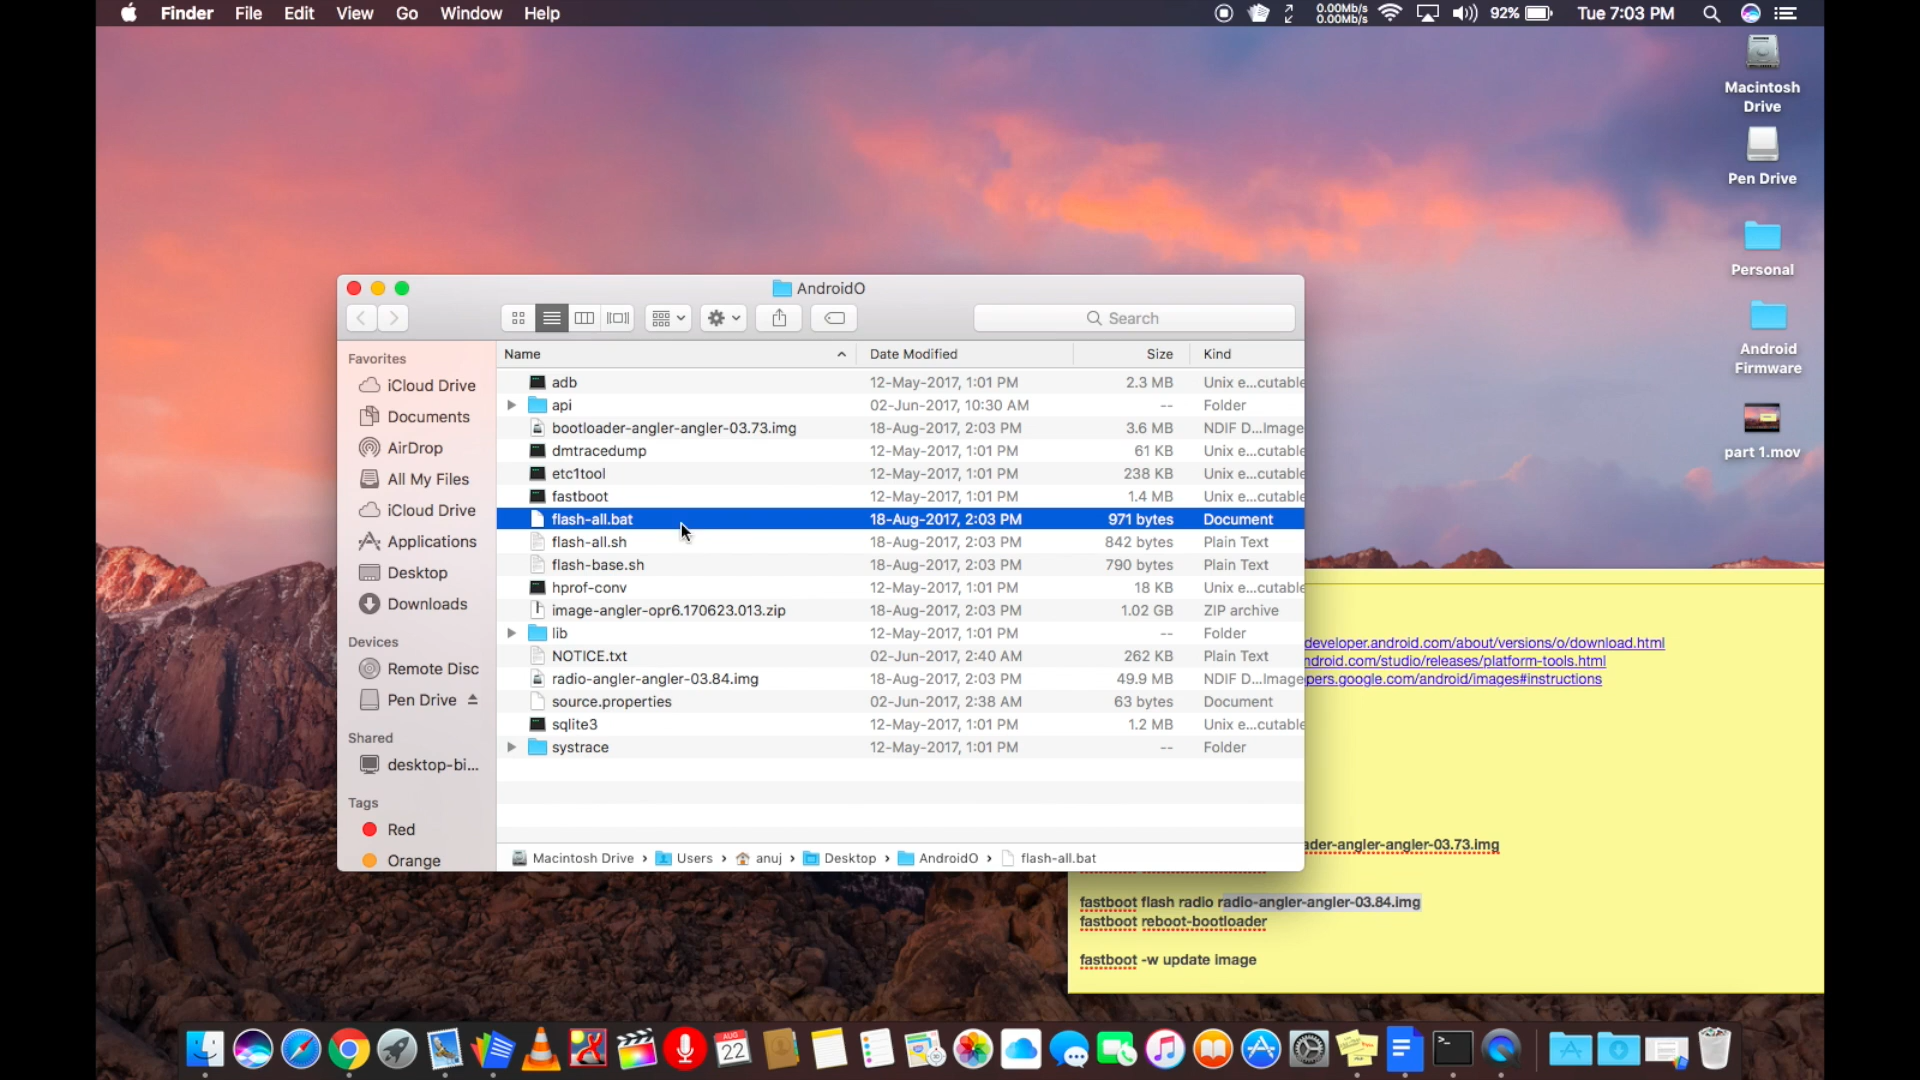 Finder File Edit View Go Window Help
0.00Mb/s
0.00Mb/s
92% Tue 7:03 PM
Macintosh
Drive
Pen Drive
Personal
Android
Firmware
part 1.mov
AndroidO
Search
Favorites
iCloud Drive
Documents
AirDrop
All My Files
iCloud Drive
Applications
Desktop
Downloads
Devices
Remote Disc
Pen Drive
Shared
desktop-bi...
Tags
Red
Orange
Name Date Modified Size Kind
adb 12-May-2017, 1:01 PM 2.3 MB Unix e...cutable
api 02-Jun-2017, 10:30 AM -- Folder
bootloader-angler-angler-03.73.img 18-Aug-2017, 2:03 PM 3.6 MB NDIF D...Image
dmtracedump 12-May-2017, 1:01 PM 61 KB Unix e...cutable
etc1tool 12-May-2017, 1:01 PM 238 KB Unix e...cutable
fastboot 12-May-2017, 1:01 PM 1.4 MB Unix e...cutable
flash-all.bat 18-Aug-2017, 2:03 PM 971 bytes Document
flash-all.sh 18-Aug-2017, 2:03 PM 842 bytes Plain Text
flash-base.sh 18-Aug-2017, 2:03 PM 790 bytes Plain Text
hprof-conv 12-May-2017, 1:01 PM 18 KB Unix e...cutable
image-angler-opr6.170623.013.zip 18-Aug-2017, 2:03 PM 1.02 GB ZIP archive
lib 12-May-2017, 1:01 PM -- Folder
NOTICE.txt 02-Jun-2017, 2:40 AM 262 KB Plain Text
radio-angler-angler-03.84.img 18-Aug-2017, 2:03 PM 49.9 MB NDIF D...Image
source.properties 02-Jun-2017, 2:38 AM 63 bytes Document
sqlite3 12-May-2017, 1:01 PM 1.2 MB Unix e...cutable
systrace 12-May-2017, 1:01 PM -- Folder
Macintosh Drive › Users › anuj › Desktop › AndroidO › flash-all.bat
developer.android.com/about/versions/o/download.html
ndroid.com/studio/releases/platform-tools.html
pers.google.com/android/images#instructions
ader-angler-angler-03.73.img
fastboot flash radio radio-angler-angler-03.84.img
fastboot reboot-bootloader
fastboot -w update image
AUG
22